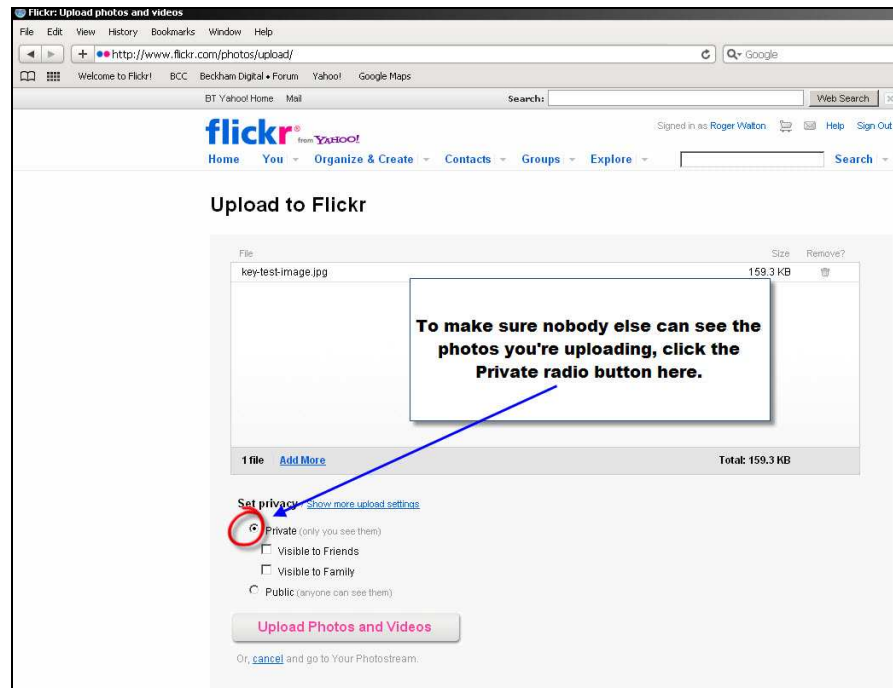 Flickr: Upload photos and videos
File Edit View History Bookmarks Window Help
http://www.flickr.com/photos/upload/ Google
Welcome to Flickr! BCC Beckham Digital • Forum Yahoo! Google Maps
BT Yahoo! Home Mail Search: Web Search
flickr® from YAHOO!
Signed in as Roger Walton Help Sign Out
Home You Organize & Create Contacts Groups Explore Search
Upload to Flickr
File Size Remove?
key-test-image.jpg 159.3 KB
To make sure nobody else can see the
photos you're uploading, click the
Private radio button here.
1 file Add More Total: 159.3 KB
Set privacy Show more upload settings
Private (only you see them)
Visible to Friends
Visible to Family
Public (anyone can see them)
Upload Photos and Videos
Or, cancel and go to Your Photostream.